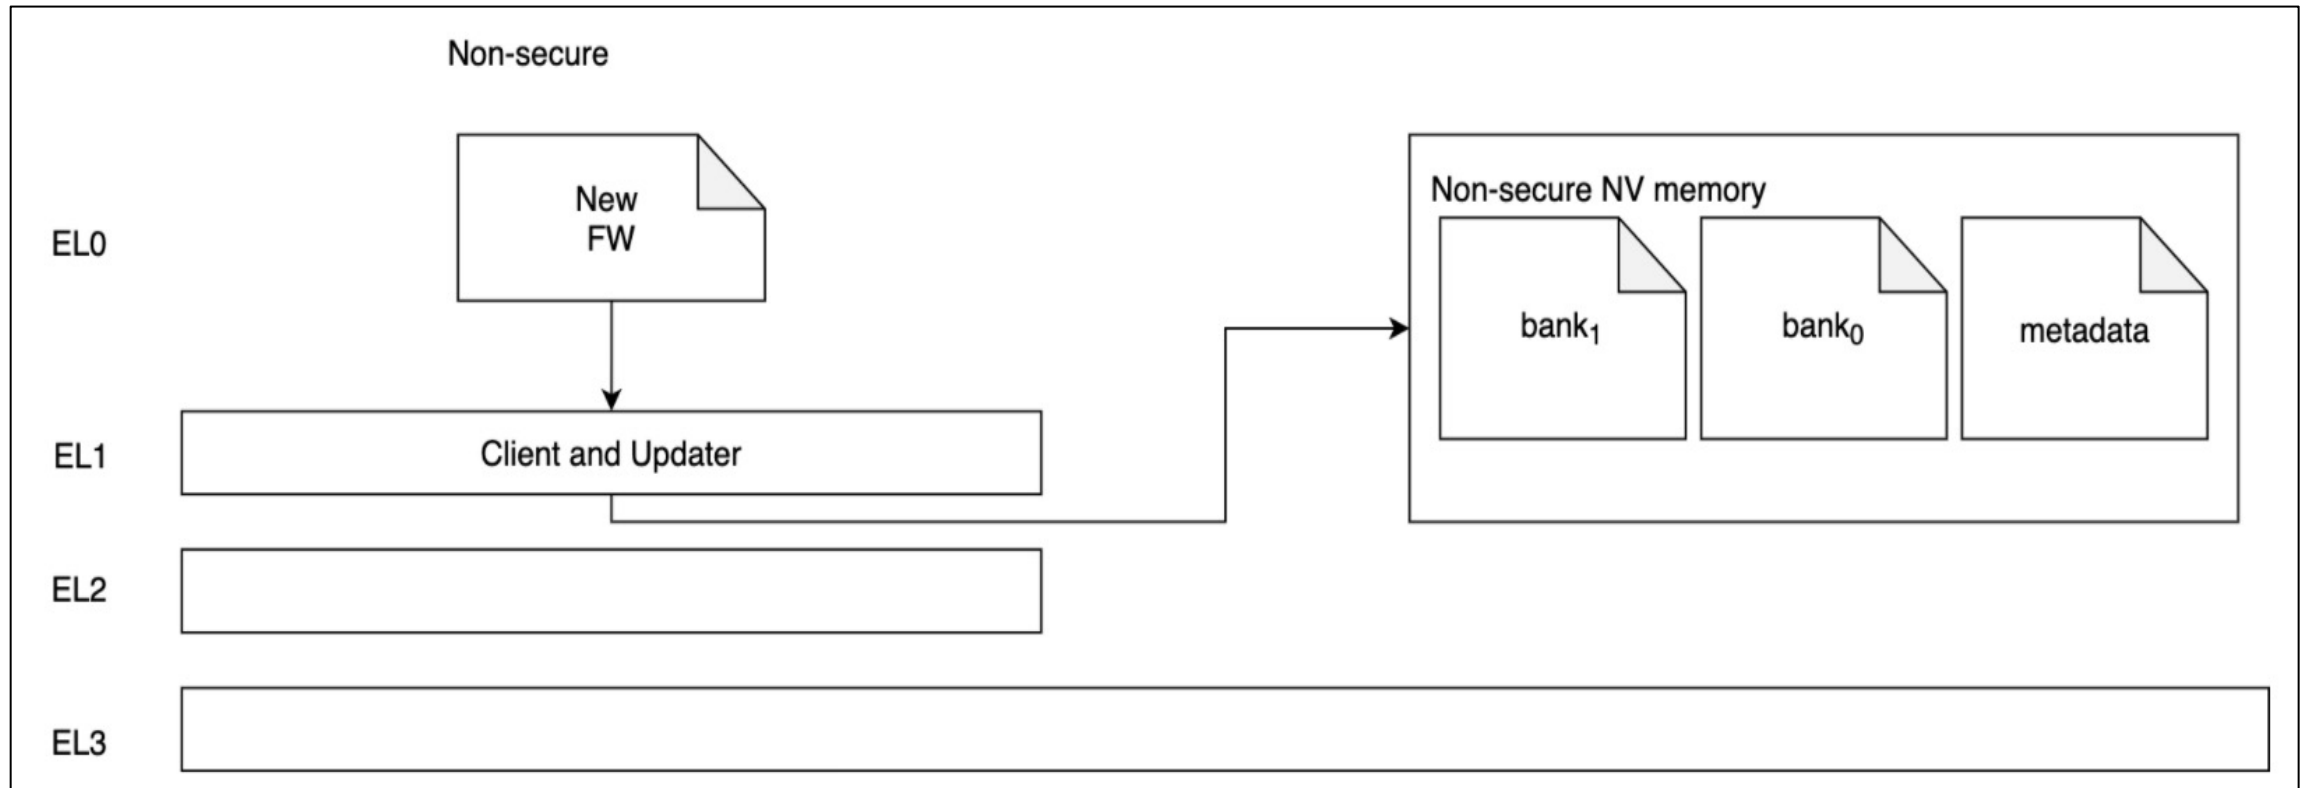 Non-secure
New
FW
Non-secure NV memory
EL0
bank₁
bank₀
metadata
EL1
Client and Updater
EL2
EL3